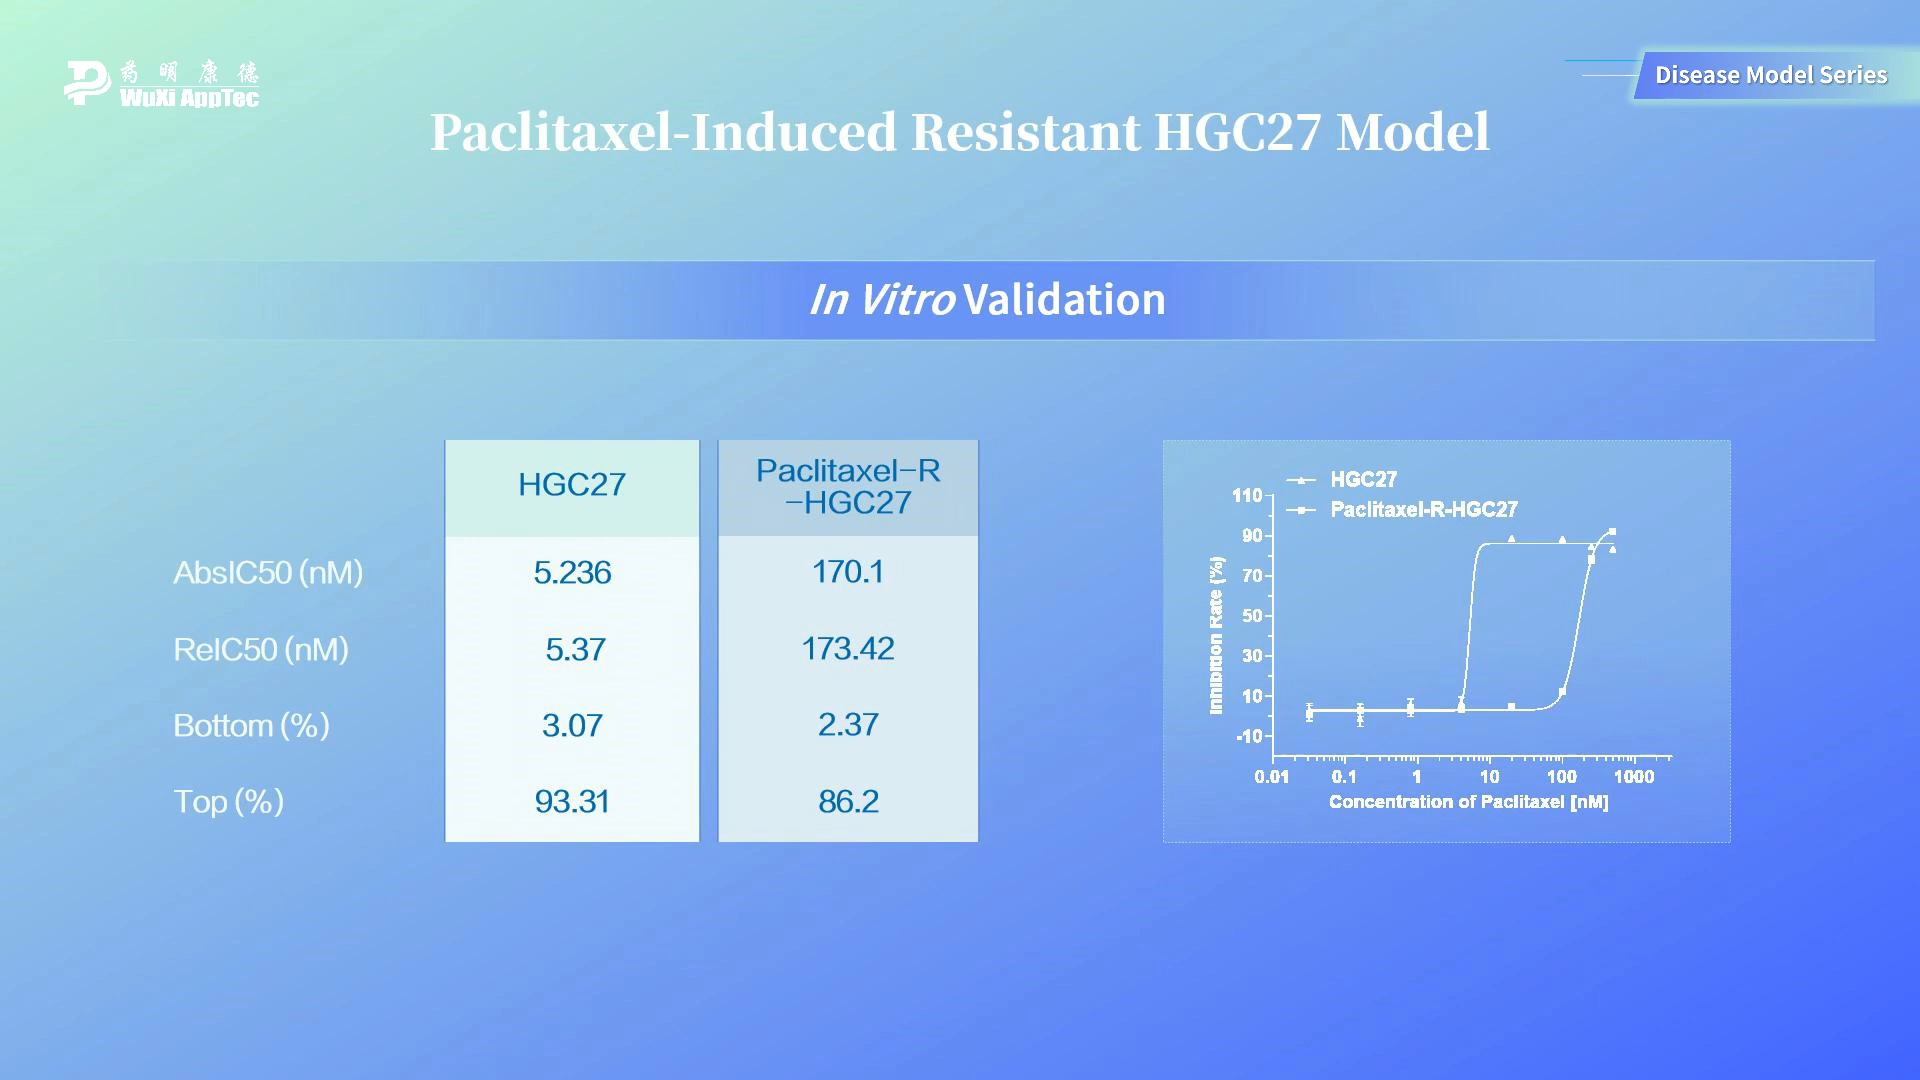 药明康德
WuXi AppTec
Disease Model Series
Paclitaxel-Induced Resistant HGC27 Model
In Vitro Validation
HGC27
Paclitaxel-R
-HGC27
AbsIC50 (nM)
5.236
170.1
RelC50 (nM)
5.37
173.42
Bottom (%)
3.07
2.37
Top (%)
93.31
86.2
HGC27
Paclitaxel-R-HGC27
Inhibition Rate (%)
110
90
70
50
30
10
-10
0.01 0.1 1 10 100 1000
Concentration of Paclitaxel [nM]